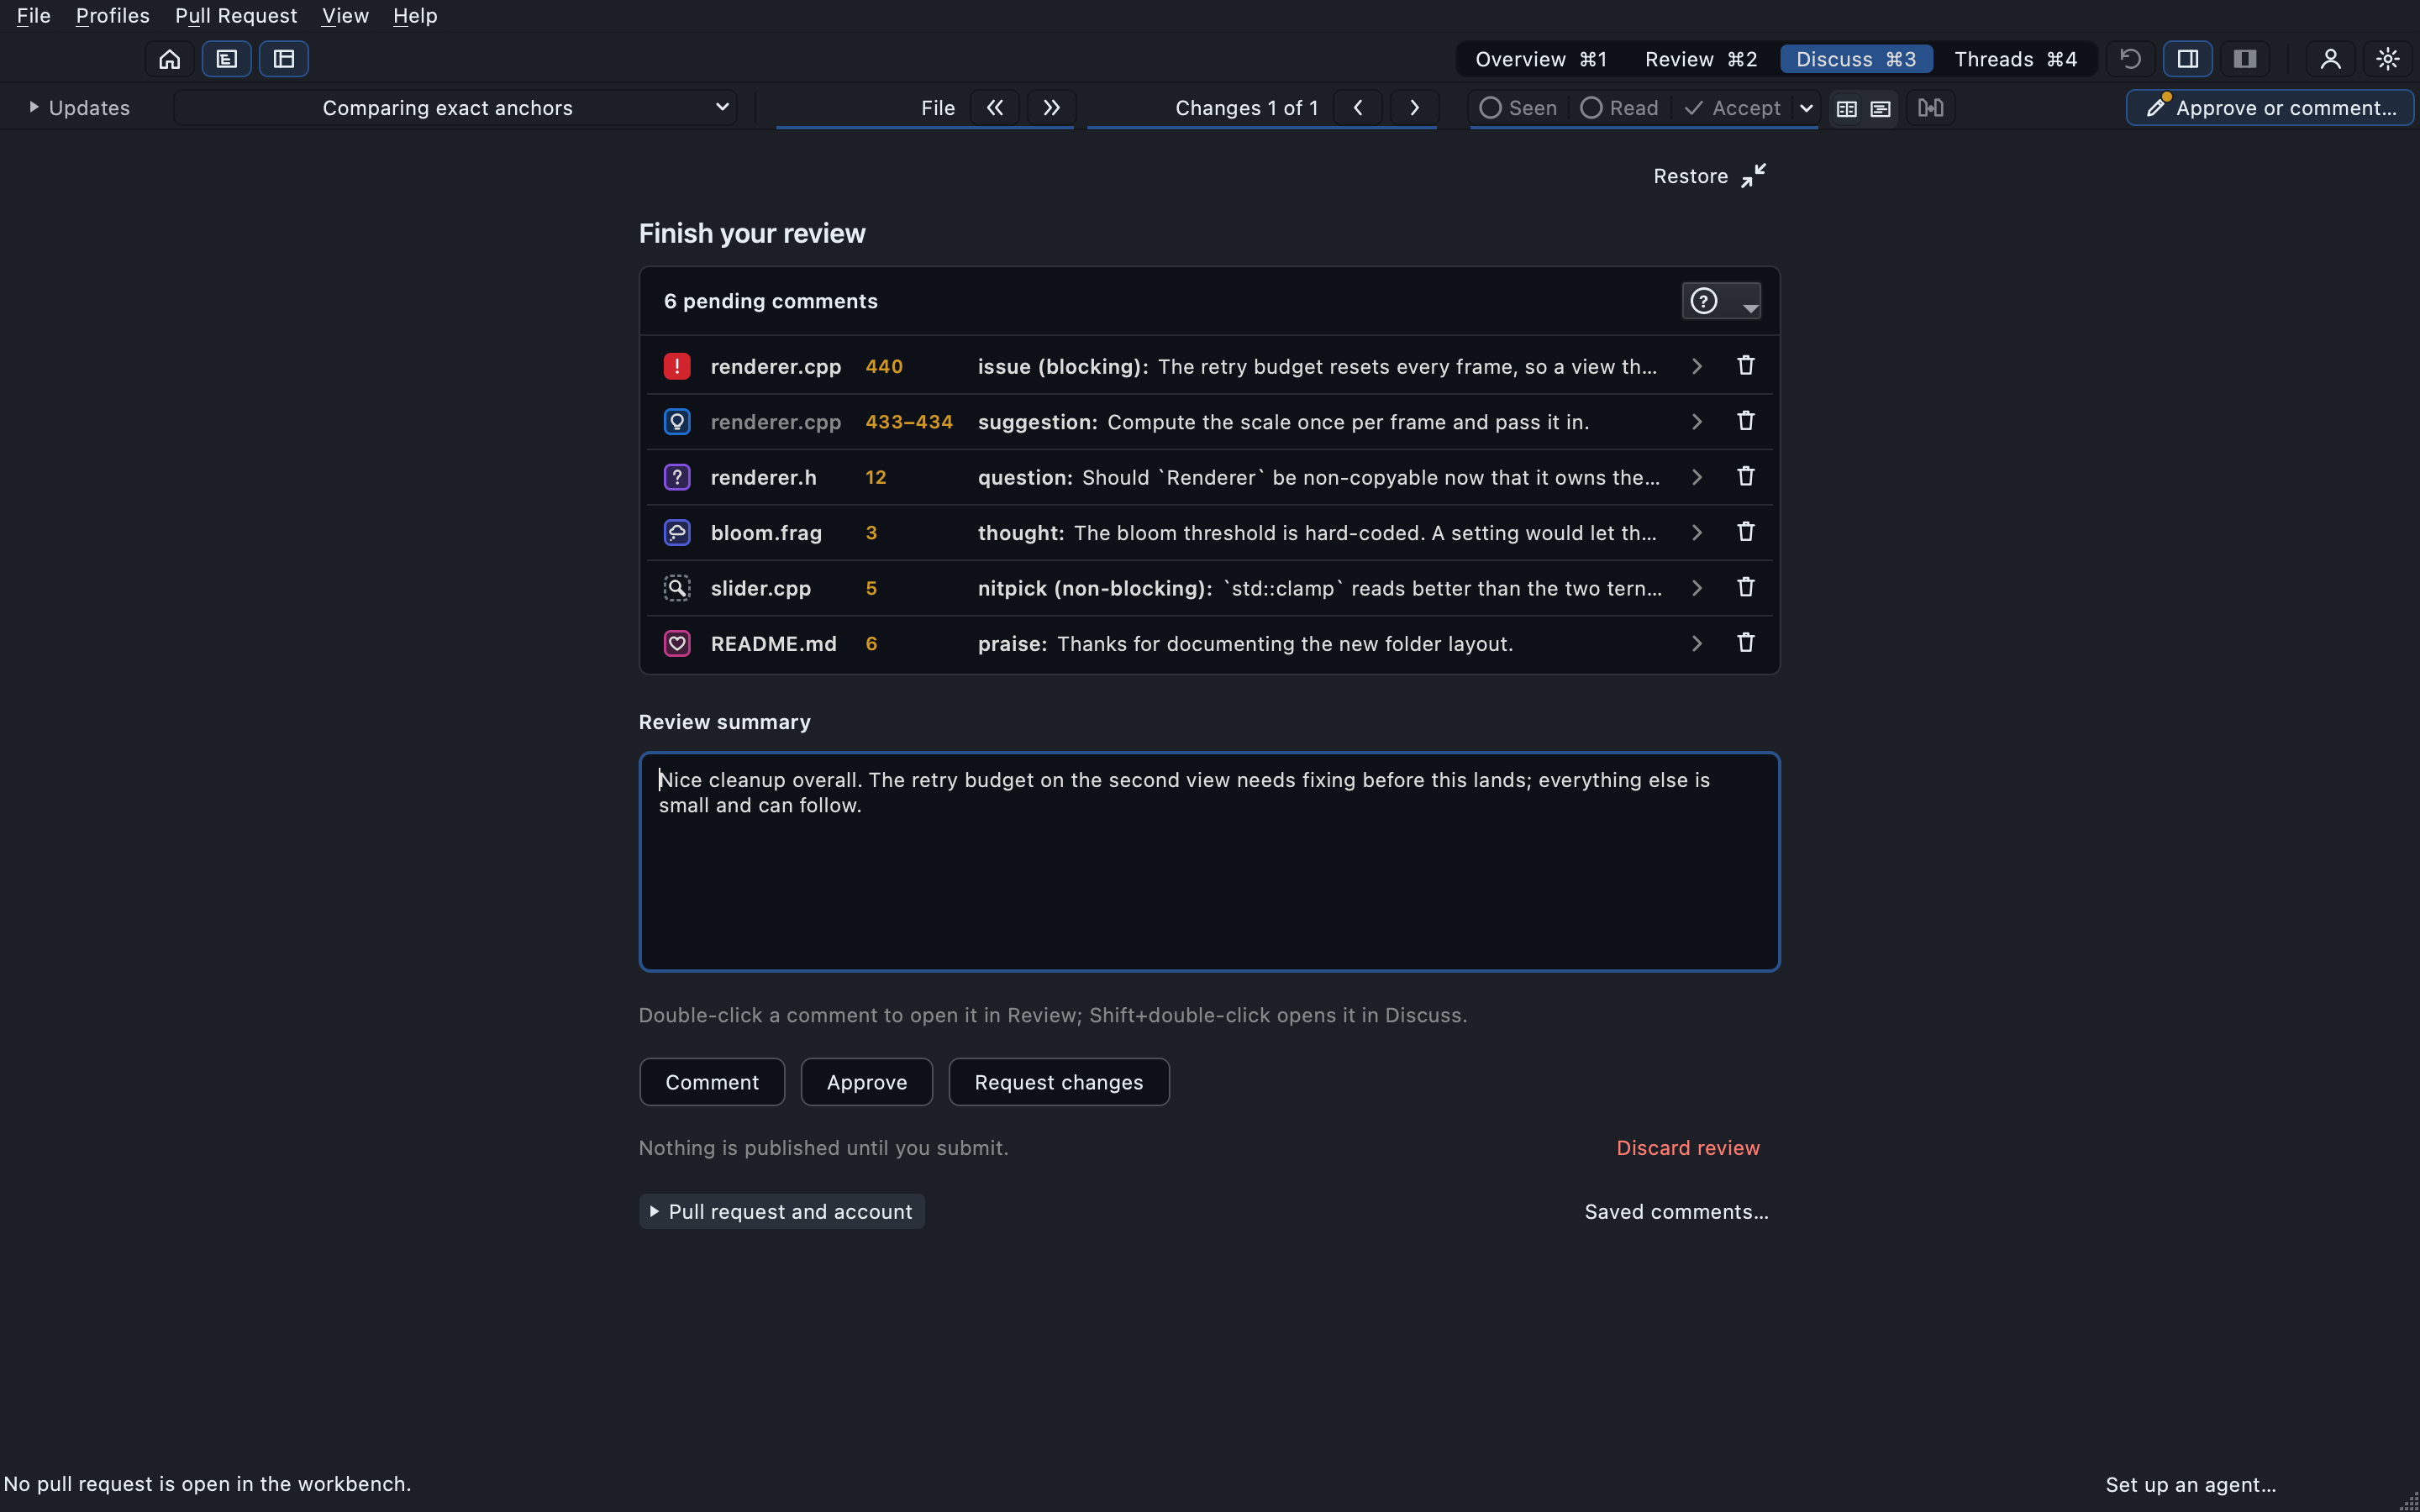 File Profiles Pull Request View Help
Overview ⌘1 Review ⌘2 Discuss ⌘3 Threads ⌘4
Updates Comparing exact anchors File Changes 1 of 1 Seen Read Accept Approve or comment...
Restore
Finish your review
6 pending comments
renderer.cpp 440 issue (blocking): The retry budget resets every frame, so a view th...
renderer.cpp 433–434 suggestion: Compute the scale once per frame and pass it in.
renderer.h 12 question: Should `Renderer` be non-copyable now that it owns the...
bloom.frag 3 thought: The bloom threshold is hard-coded. A setting would let th...
slider.cpp 5 nitpick (non-blocking): `std::clamp` reads better than the two tern...
README.md 6 praise: Thanks for documenting the new folder layout.
Review summary
Nice cleanup overall. The retry budget on the second view needs fixing before this lands; everything else is
small and can follow.
Double-click a comment to open it in Review; Shift+double-click opens it in Discuss.
Comment Approve Request changes
Nothing is published until you submit. Discard review
Pull request and account Saved comments...
No pull request is open in the workbench. Set up an agent...